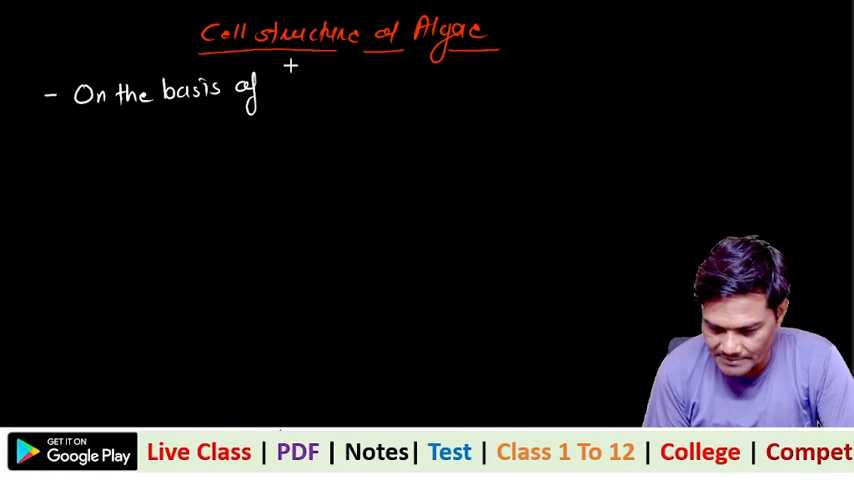 Cell structure of Algae
- On the basis of
GET IT ON
Google Play
Live Class | PDF | Notes| Test | Class 1 To 12 | College | Compet